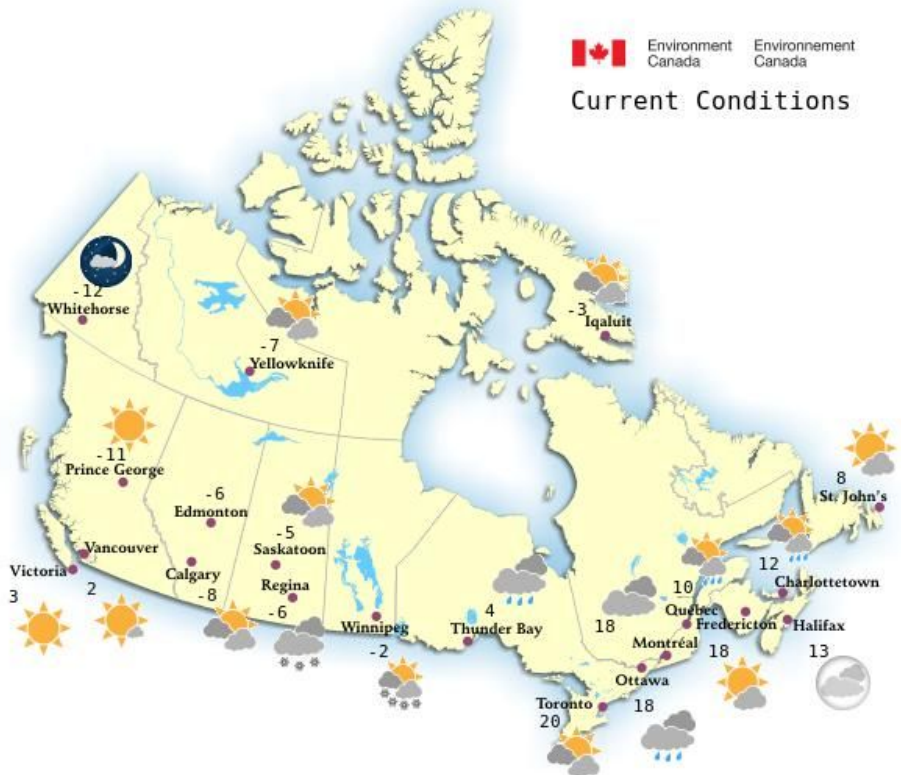 Environment Environnement
Canada Canada
Current Conditions
-12
Whitehorse
-3
Iqaluit
-7
Yellowknife
-11
Prince George
-6
Edmonton
8
St. John's
-5
Saskatoon
Vancouver
Victoria
3
2
Calgary
-8
Regina
-6
Winnipeg
-2
4
Thunder Bay
12
Charlottetown
10
Québec
Fredericton
Halifax
18
Montréal
18
13
Ottawa
18
Toronto
20